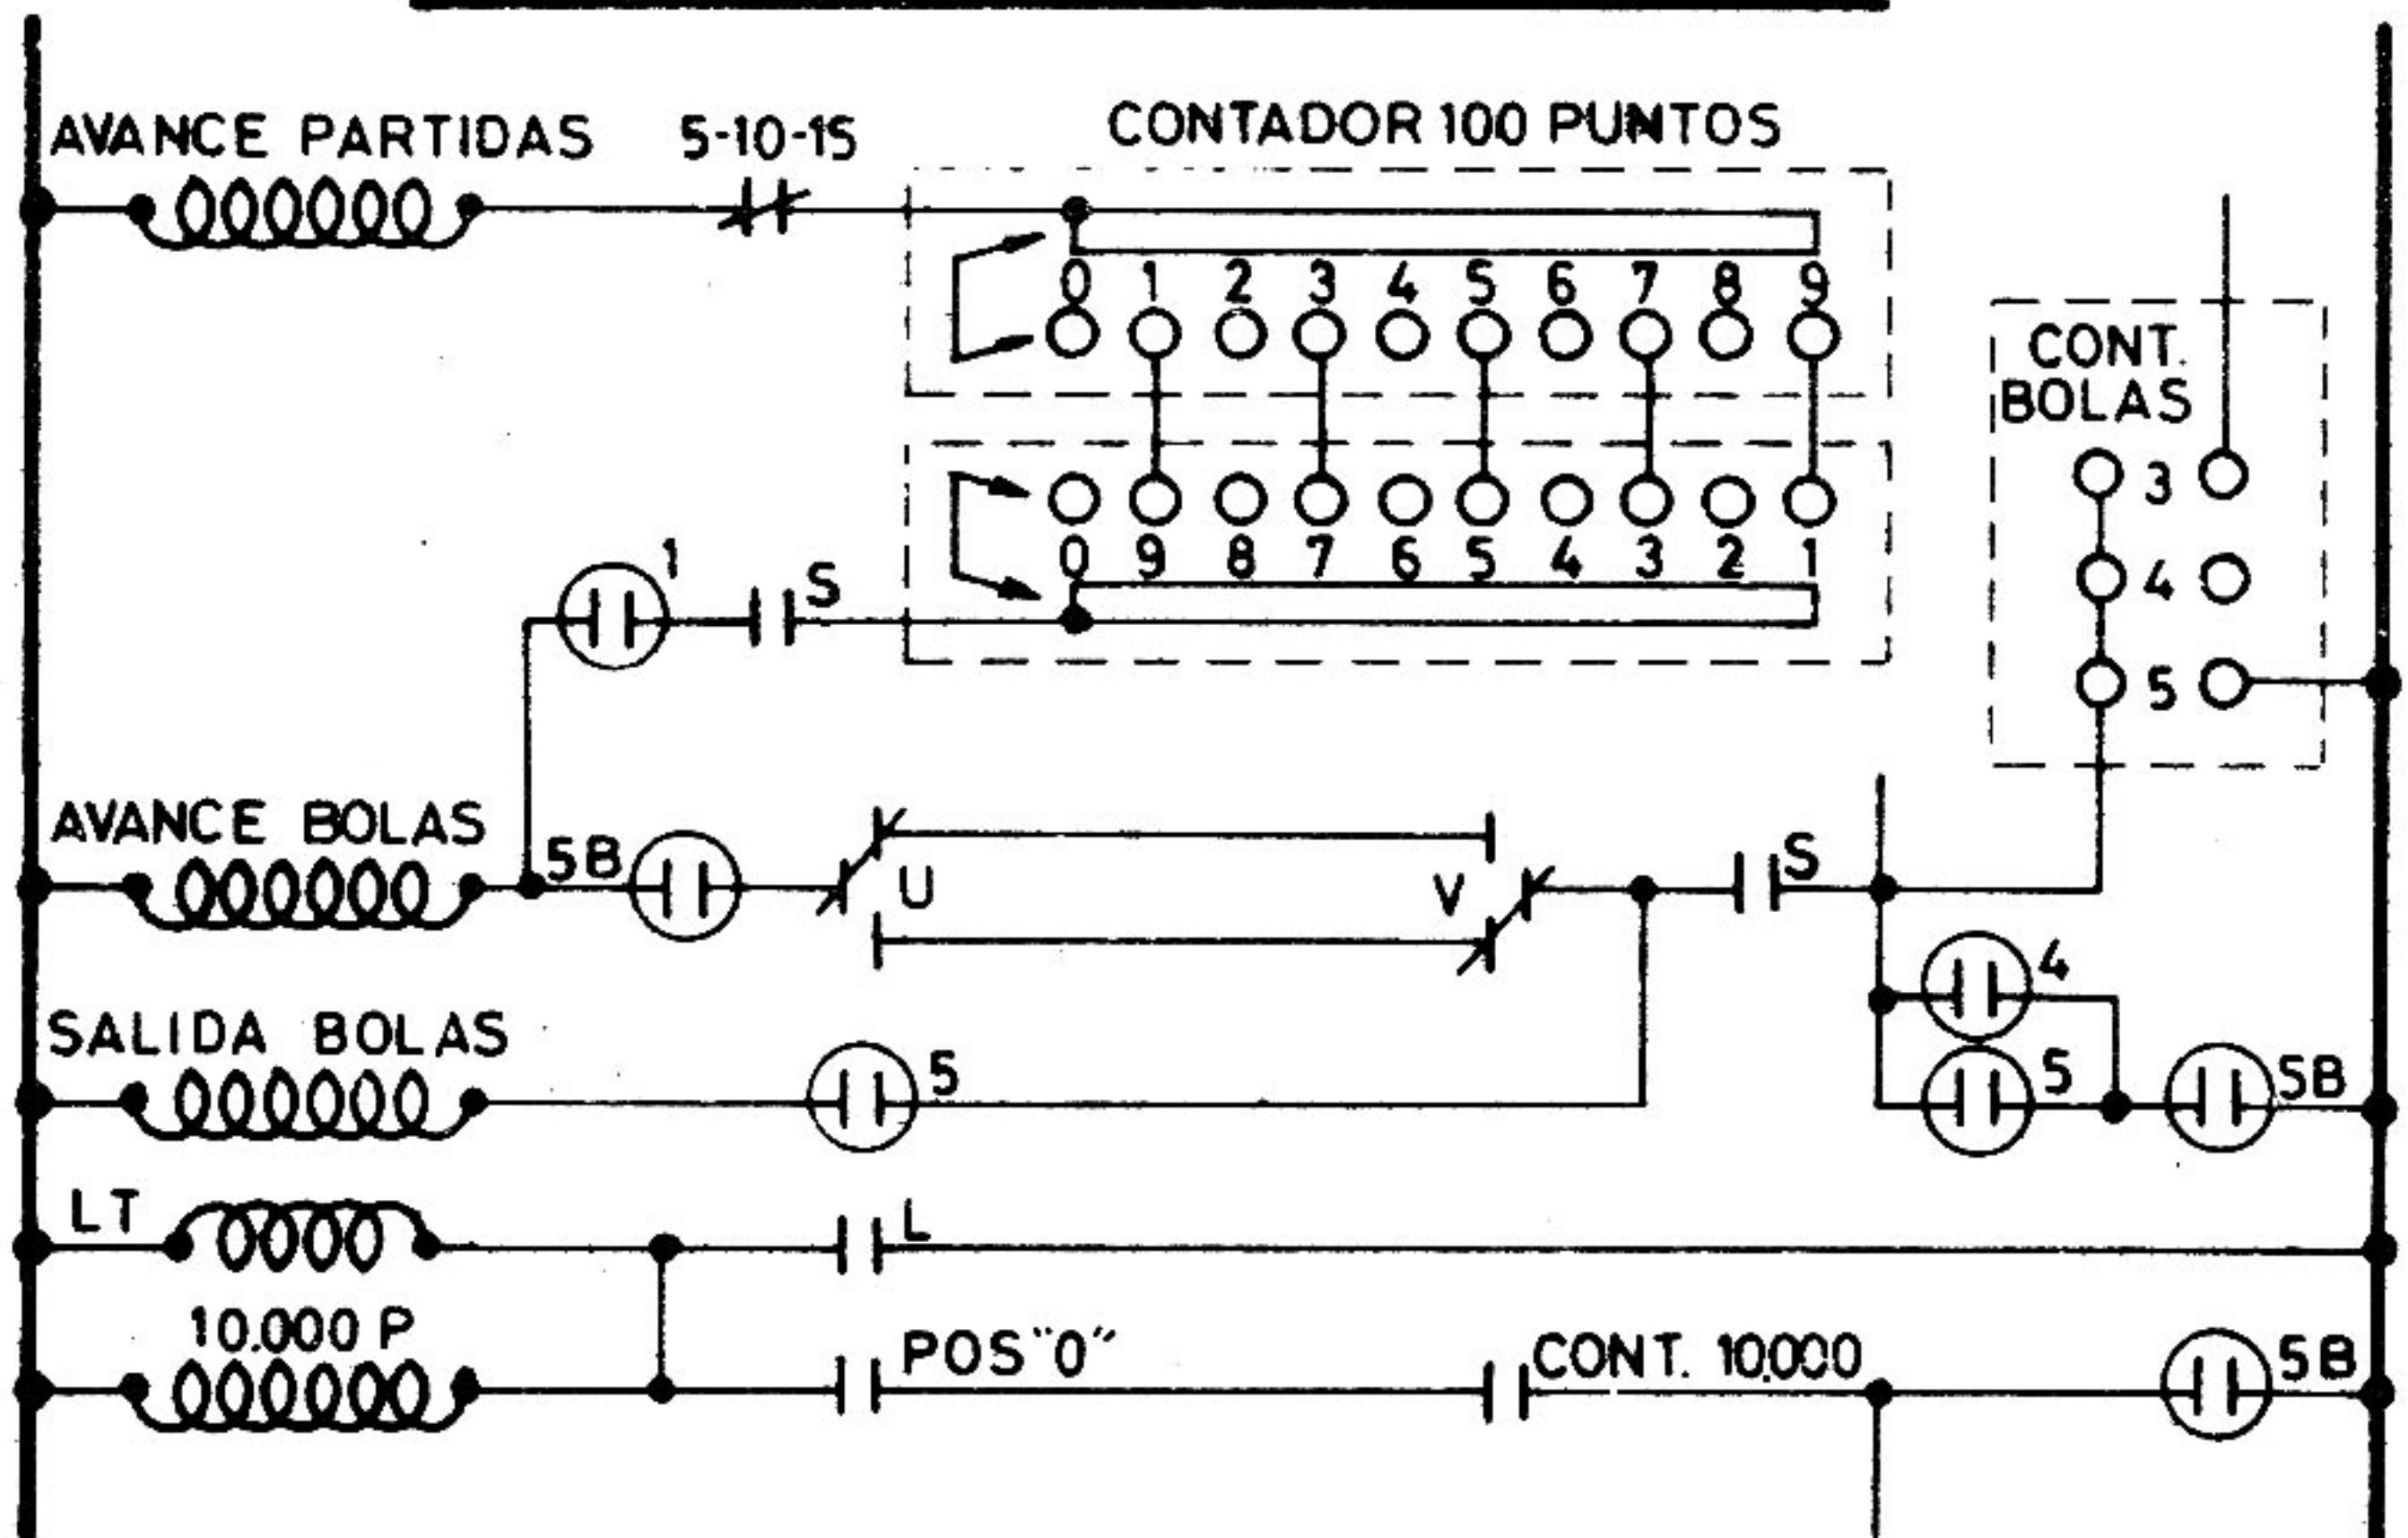 AVANCE PARTIDAS 5-10-15 CONTADOR 100 PUNTOS
0 1 2 3 4 5 6 7 8 9
CONT.
BOLAS
3
4
5
0 9 8 7 6 5 4 3 2 1
1 S
AVANCE BOLAS
5B U V S
4
SALIDA BOLAS
5 5 5B
LT L
10.000 P POS "0" CONT. 10.000 5B